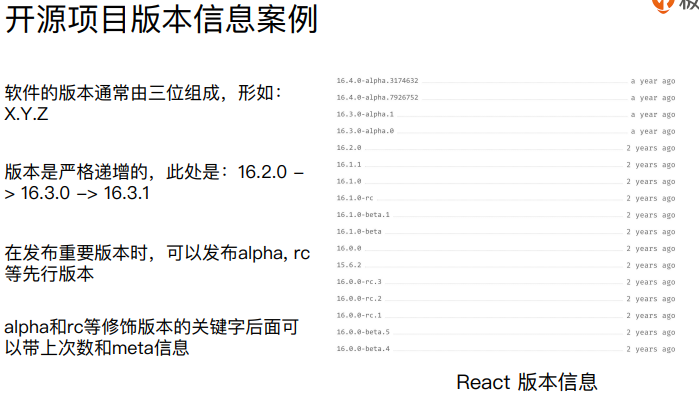 开源项目版本信息案例
软件的版本通常由三位组成，形如：
X.Y.Z
版本是严格递增的，此处是：16.2.0 -
> 16.3.0 -> 16.3.1
在发布重要版本时，可以发布alpha, rc
等先行版本
alpha和rc等修饰版本的关键字后面可
以带上次数和meta信息
16.4.0-alpha.3174632 a year ago
16.4.0-alpha.7926752 a year ago
16.3.0-alpha.1 a year ago
16.3.0-alpha.0 a year ago
16.2.0 2 years ago
16.1.1 2 years ago
16.1.0 2 years ago
16.1.0-rc 2 years ago
16.1.0-beta.1 2 years ago
16.1.0-beta 2 years ago
16.0.0 2 years ago
15.6.2 2 years ago
16.0.0-rc.3 2 years ago
16.0.0-rc.2 2 years ago
16.0.0-rc.1 2 years ago
16.0.0-beta.5 2 years ago
16.0.0-beta.4 2 years ago
React 版本信息